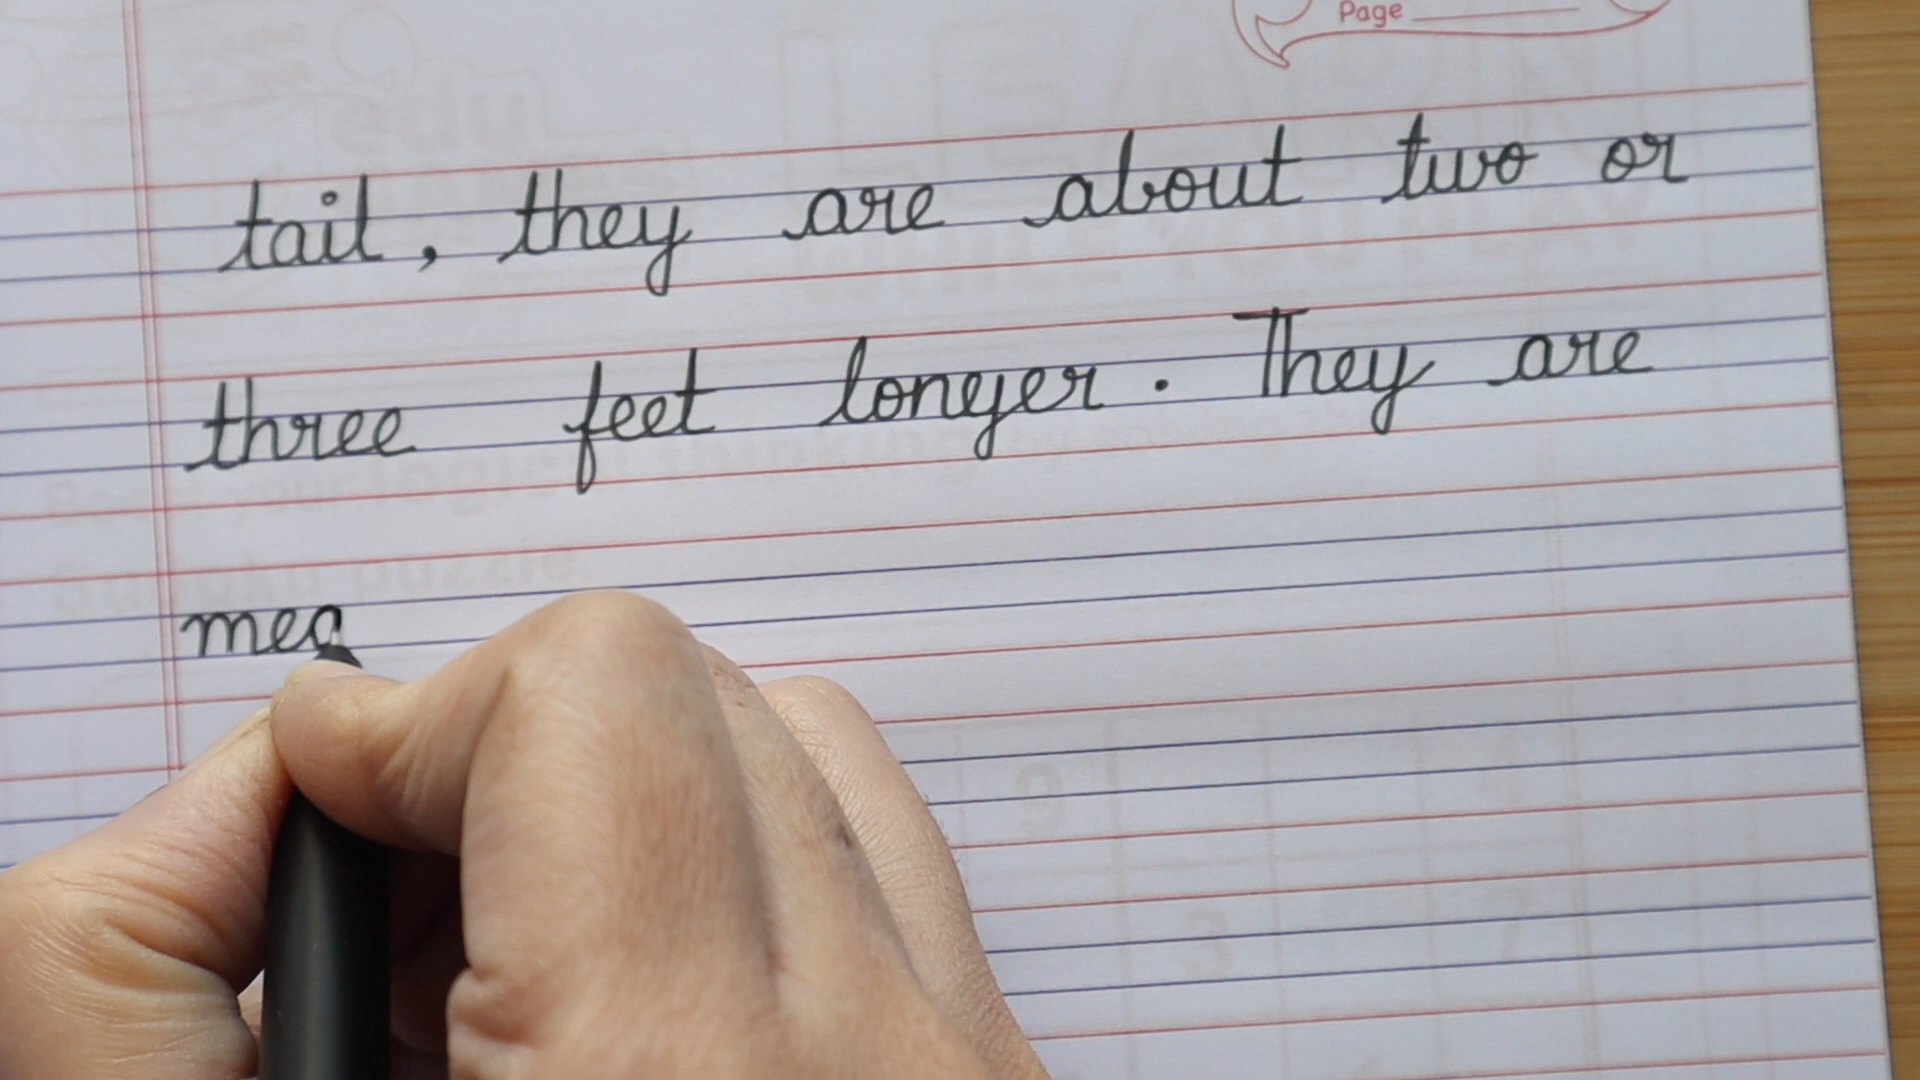 Page
tail, they are about two or
three feet longer. They are
mea